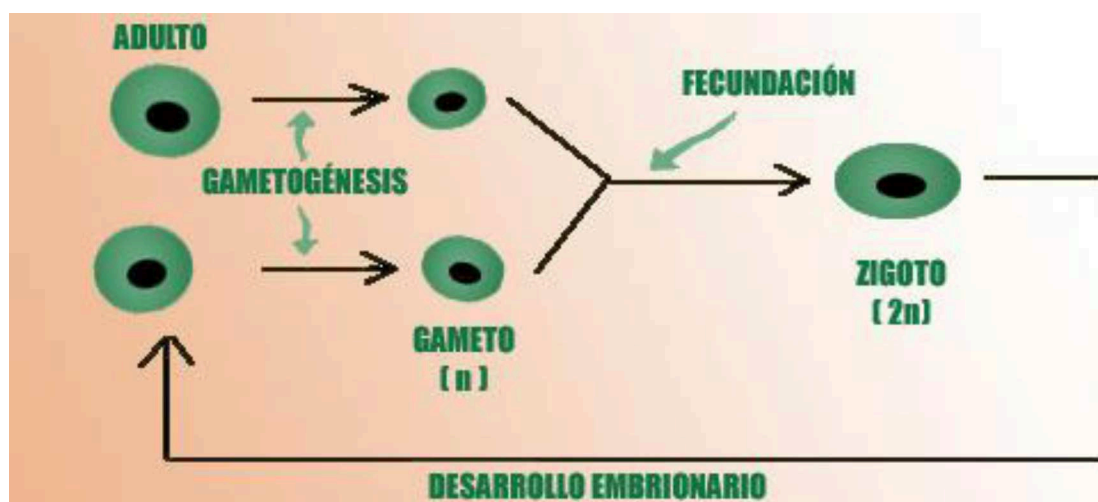 ADULTO
FECUNDACIÓN
GAMETOGÉNESIS
ZIGOTO
( 2n)
GAMETO
( n )
DESARROLLO EMBRIONARIO